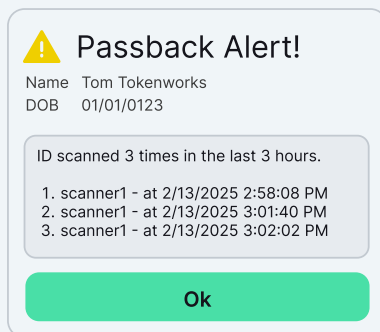 Passback Alert!
Name Tom Tokenworks
DOB 01/01/0123
ID scanned 3 times in the last 3 hours.
1. scanner1 - at 2/13/2025 2:58:08 PM
2. scanner1 - at 2/13/2025 3:01:40 PM
3. scanner1 - at 2/13/2025 3:02:02 PM
Ok